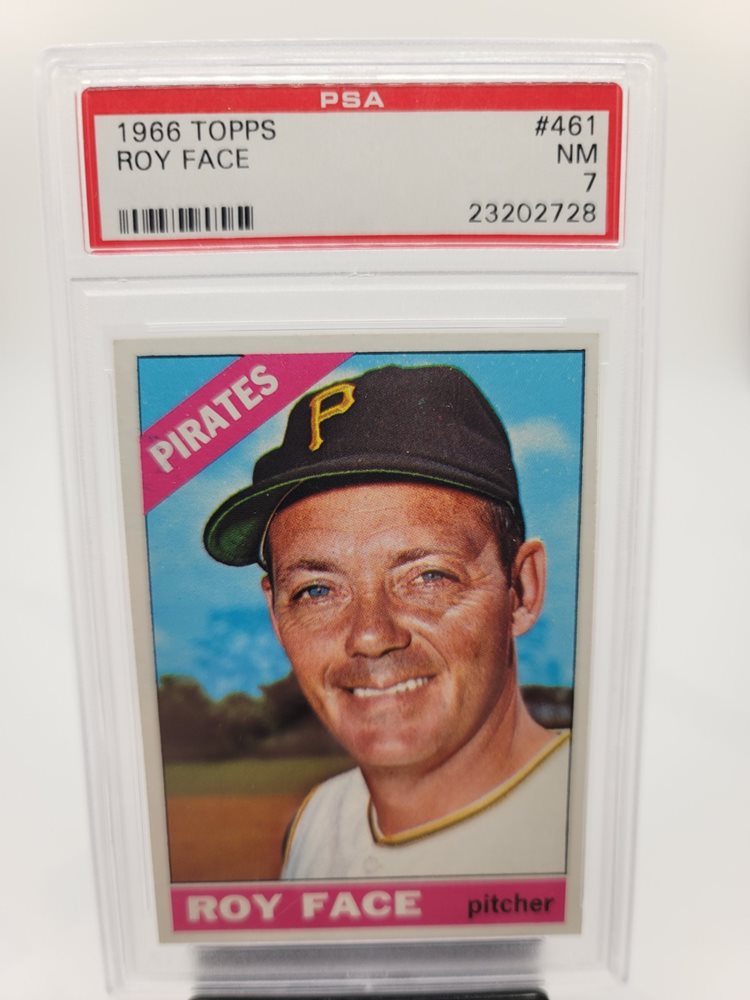 PSA
1966 TOPPS #461
ROY FACE NM
7
23202728
PIRATES
P
ROY FACE pitcher